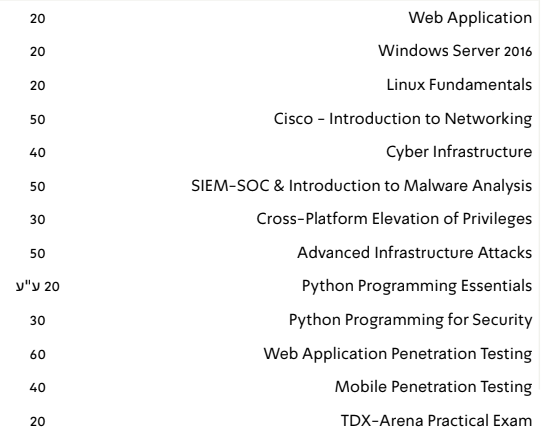 Web Application 20
Windows Server 2016 20
Linux Fundamentals 20
Cisco - Introduction to Networking 50
Cyber Infrastructure 40
SIEM-SOC & Introduction to Malware Analysis 50
Cross-Platform Elevation of Privileges 30
Advanced Infrastructure Attacks 50
Python Programming Essentials 20 ע"ע
Python Programming for Security 30
Web Application Penetration Testing 60
Mobile Penetration Testing 40
TDX-Arena Practical Exam 20